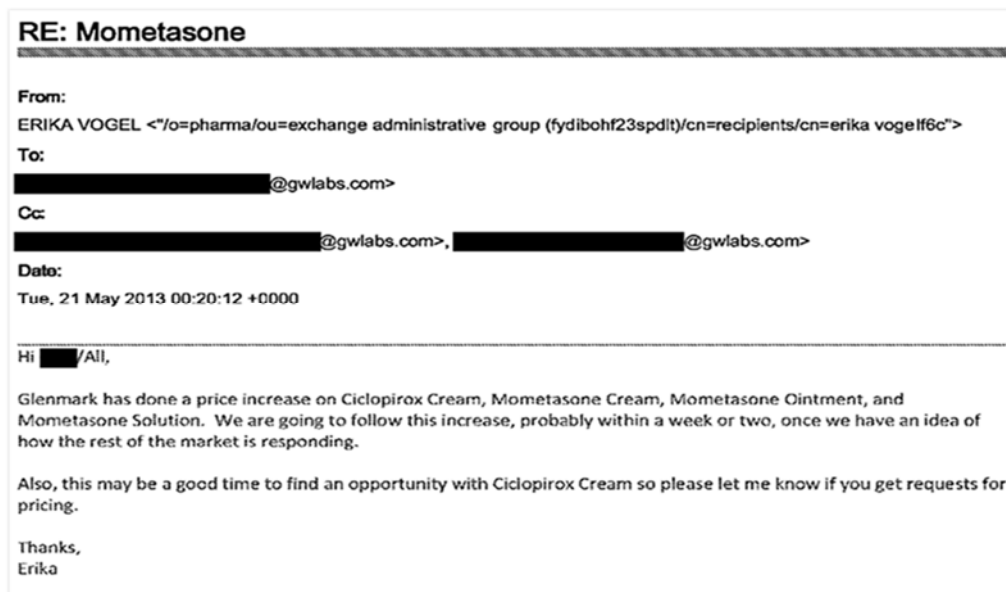 RE: Mometasone
From:
ERIKA VOGEL <"/o=pharma/ou=exchange administrative group (fydibohf23spdlt)/cn=recipients/cn=erika vogelf6c">
To:
@gwlabs.com>
Cc:
@gwlabs.com>, @gwlabs.com>
Date:
Tue, 21 May 2013 00:20:12 +0000
Hi /All,
Glenmark has done a price increase on Ciclopirox Cream, Mometasone Cream, Mometasone Ointment, and
Mometasone Solution. We are going to follow this increase, probably within a week or two, once we have an idea of
how the rest of the market is responding.
Also, this may be a good time to find an opportunity with Ciclopirox Cream so please let me know if you get requests for
pricing.
Thanks,
Erika